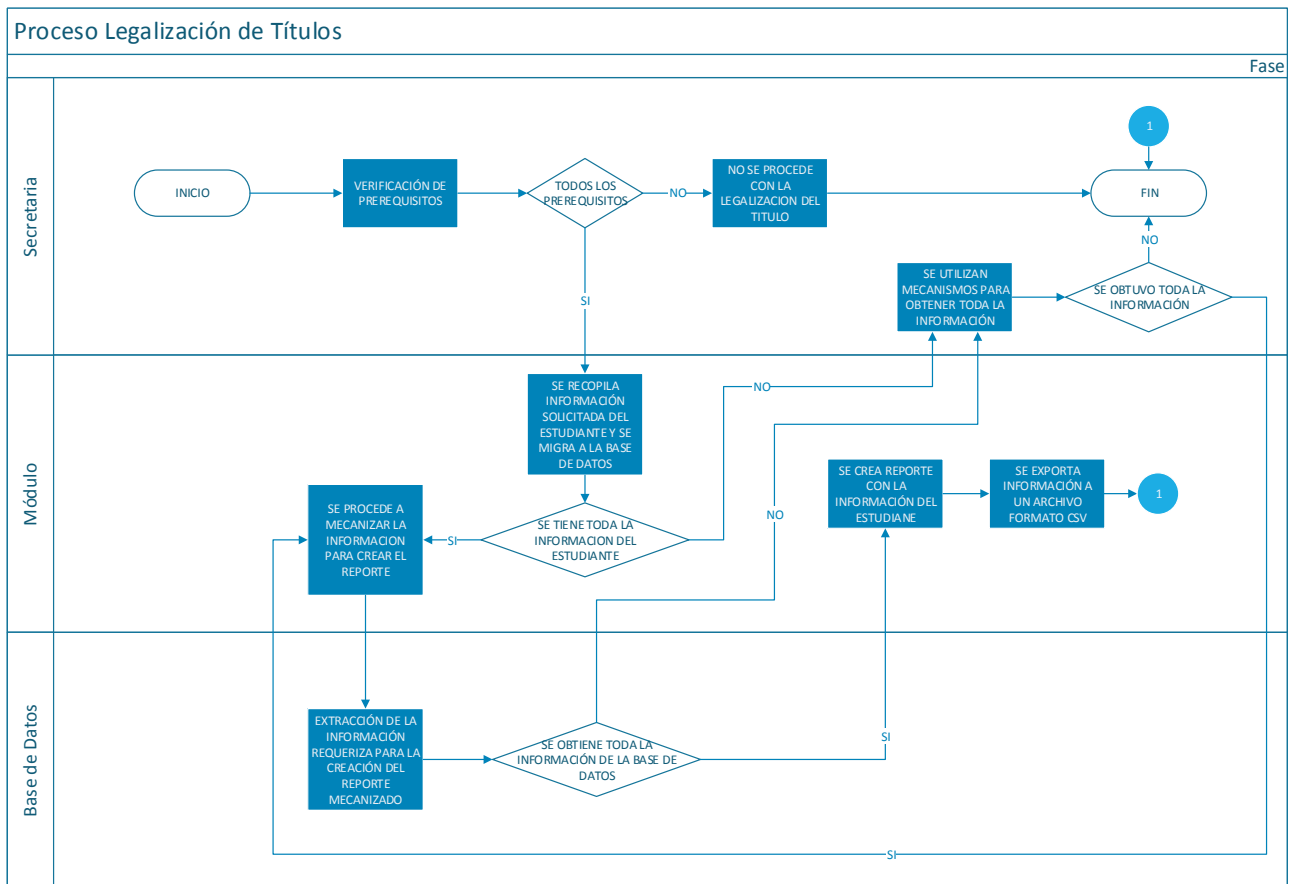 Proceso Legalización de Títulos
Fase
Secretaria
INICIO
VERIFICACIÓN DE
PREREQUISITOS
TODOS LOS
PREREQUISITOS
NO
NO SE PROCEDE
CON LA
LEGALIZACION DEL
TITULO
1
FIN
NO
SI
SE UTILIZAN
MECANISMOS PARA
OBTENER TODA LA
INFORMACIÓN
SE OBTUVO TODA LA
INFORMACIÓN
Módulo
SE RECOPILA
INFORMACIÓN
SOLICITADA DEL
ESTUDIANTE Y SE
MIGRA A LA BASE
DE DATOS
NO
SE PROCEDE A
MECANIZAR LA
INFORMACION
PARA CREAR EL
REPORTE
SI
SE TIENE TODA LA
INFORMACION DEL
ESTUDIANTE
NO
SE CREA REPORTE
CON LA
INFORMACIÓN DEL
ESTUDIANE
SE EXPORTA
INFORMACIÓN A
UN ARCHIVO
FORMATO CSV
1
Base de Datos
EXTRACCIÓN DE LA
INFORMACIÓN
REQUERIZA PARA LA
CREACIÓN DEL
REPORTE
MECANIZADO
SE OBTIENE TODA LA
INFORMACIÓN DE LA BASE DE
DATOS
SI
SI